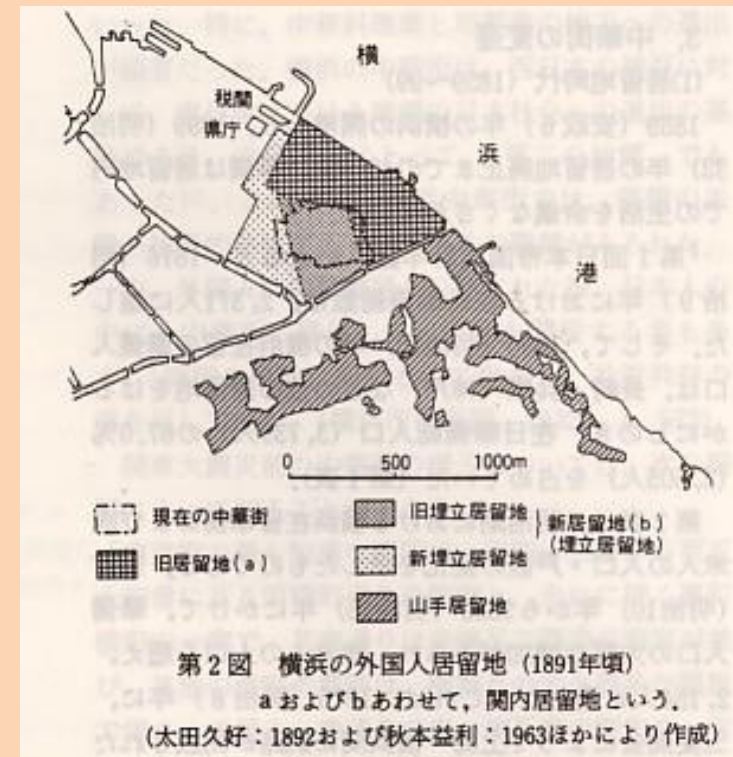 横
浜
港
税関
県庁
0 500 1000m
現在の中華街
旧居留地(a)
旧埋立居留地
新埋立居留地
新居留地(b)
(埋立居留地)
山手居留地
第2図 横浜の外国人居留地(1891年頃)
aおよびbあわせて,関内居留地という.
(太田久好:1892および秋本益利:1963ほかにより作成)